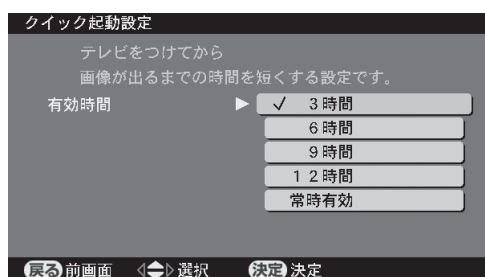 クイック起動設定
テレビをつけてから
画像が出るまでの時間を短くする設定です。
有効時間 ▶ ✓ 3時間
6時間
9時間
12時間
常時有効
戻る 前画面 選択 決定 決定